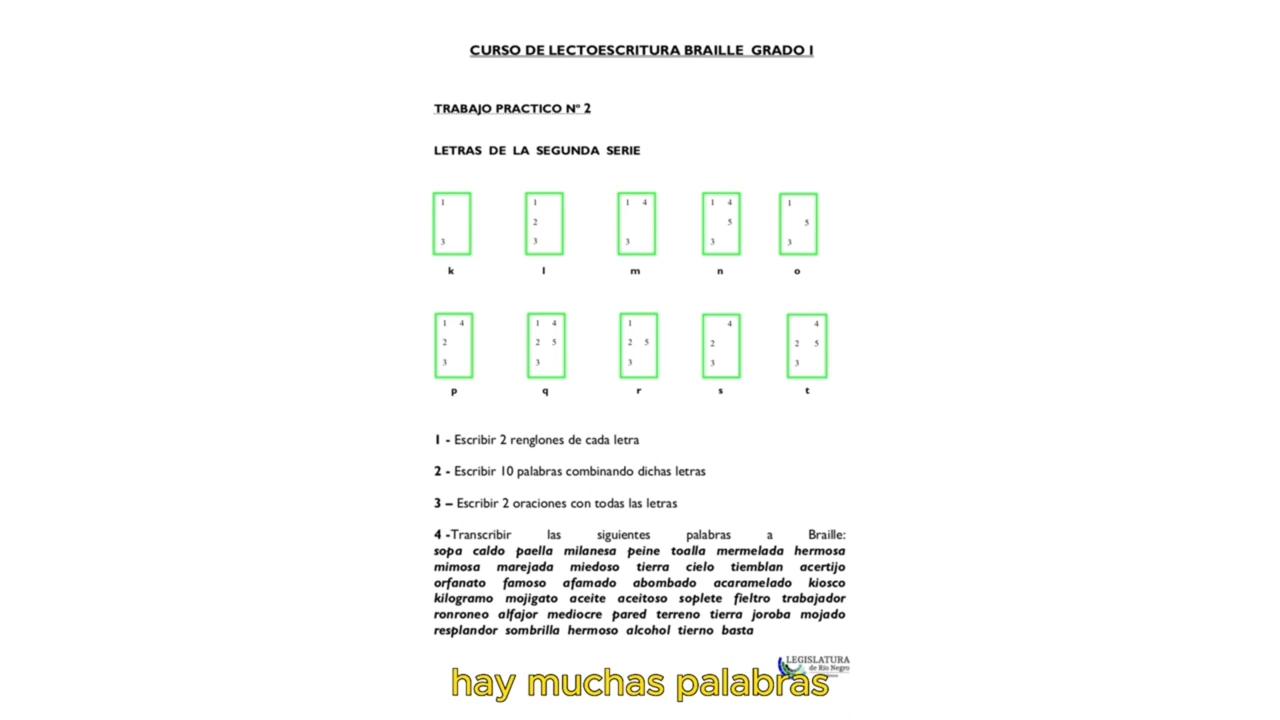 CURSO DE LECTOESCRITURA BRAILLE GRADO I
TRABAJO PRACTICO Nº 2
LETRAS DE LA SEGUNDA SERIE
1 1 1 4 1 4 1
2 5 5
3 3 3 3 3
k l m n o
1 4 1 4 1 4 4
2 2 5 2 5 2 2 5
3 3 3 3 3
p q r s t
1 - Escribir 2 renglones de cada letra
2 - Escribir 10 palabras combinando dichas letras
3 – Escribir 2 oraciones con todas las letras
4 -Transcribir las siguientes palabras a Braille:
sopa caldo paella milanesa peine toalla mermelada hermosa
mimosa marejada miedoso tierra cielo tiemblan acertijo
orfanato famoso afamado abombado acaramelado kiosco
kilogramo mojigato aceite aceitoso soplete fieltro trabajador
ronroneo alfajor mediocre pared terreno tierra joroba mojado
resplandor sombrilla hermoso alcohol tierno basta
LEGISLATURA
de Río Negro
hay muchas palabras